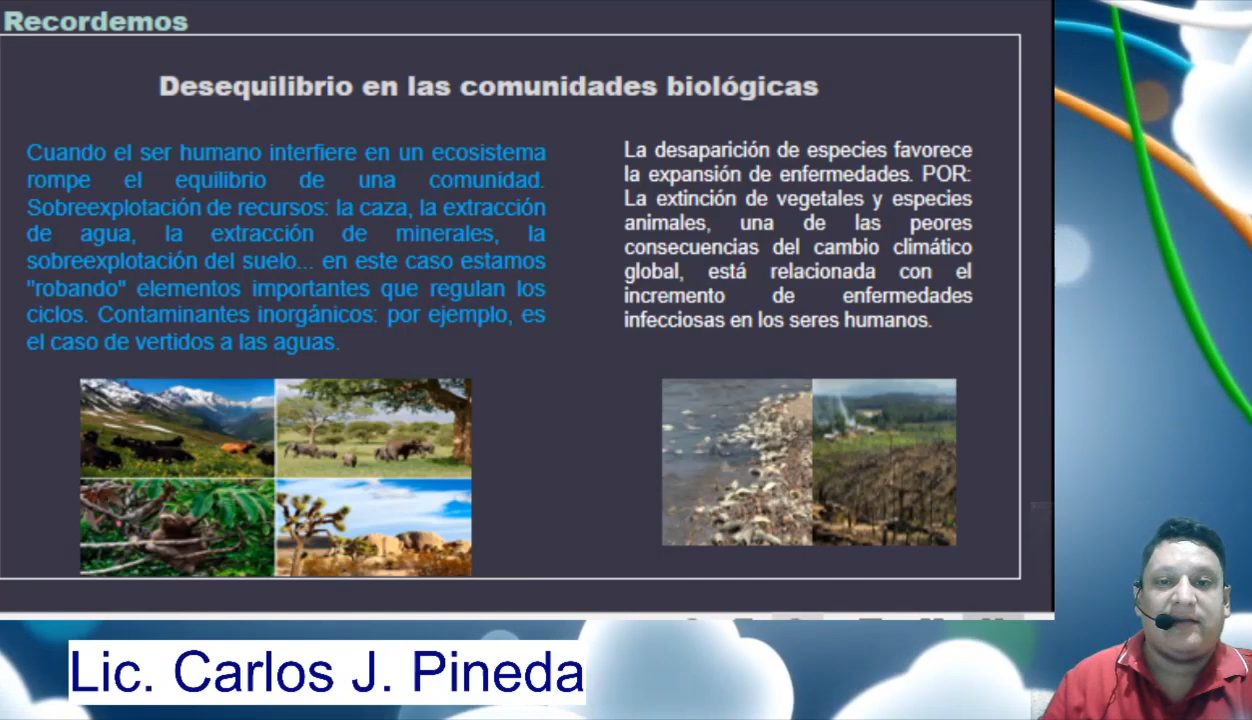 Recordemos
Desequilibrio en las comunidades biológicas
Cuando el ser humano interfiere en un ecosistema
rompe el equilibrio de una comunidad.
Sobreexplotación de recursos: la caza, la extracción
de agua, la extracción de minerales, la
sobreexplotación del suelo... en este caso estamos
"robando" elementos importantes que regulan los
ciclos. Contaminantes inorgánicos: por ejemplo, es
el caso de vertidos a las aguas.
La desaparición de especies favorece
la expansión de enfermedades. POR:
La extinción de vegetales y especies
animales, una de las peores
consecuencias del cambio climático
global, está relacionada con el
incremento de enfermedades
infecciosas en los seres humanos.
Lic. Carlos J. Pineda